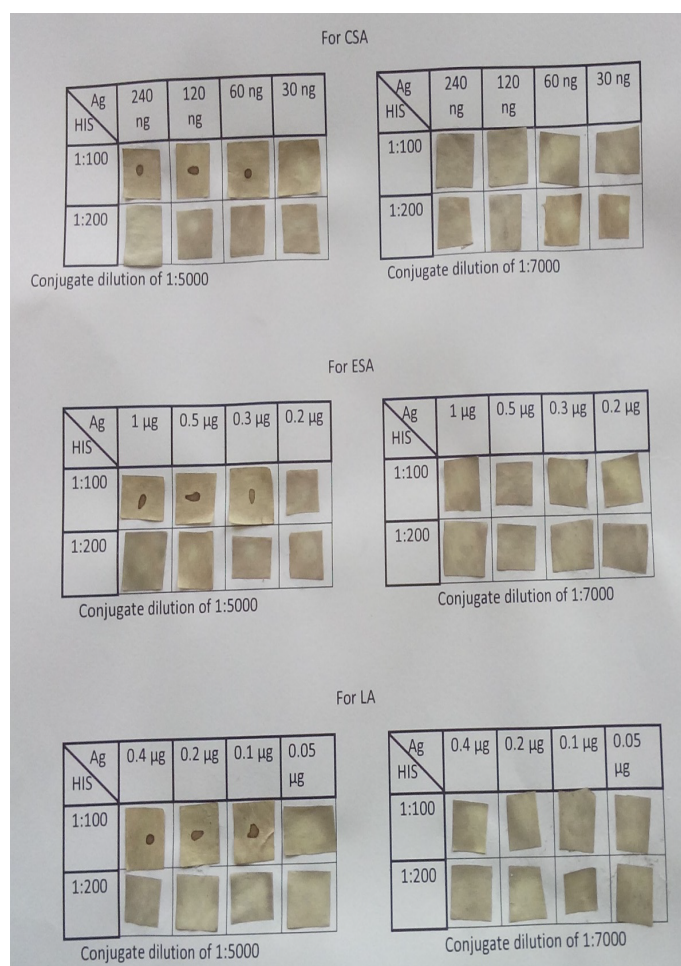 For CSA
Ag 240 120 60 ng 30 ng
HIS ng ng
1:100
1:200
Conjugate dilution of 1:5000
Ag 240 120 60 ng 30 ng
HIS ng ng
1:100
1:200
Conjugate dilution of 1:7000
For ESA
Ag 1 µg 0.5 µg 0.3 µg 0.2 µg
HIS
1:100
1:200
Conjugate dilution of 1:5000
Ag 1 µg 0.5 µg 0.3 µg 0.2 µg
HIS
1:100
1:200
Conjugate dilution of 1:7000
For LA
Ag 0.4 µg 0.2 µg 0.1 µg 0.05
HIS µg
1:100
1:200
Conjugate dilution of 1:5000
Ag 0.4 µg 0.2 µg 0.1 µg 0.05
HIS µg
1:100
1:200
Conjugate dilution of 1:7000